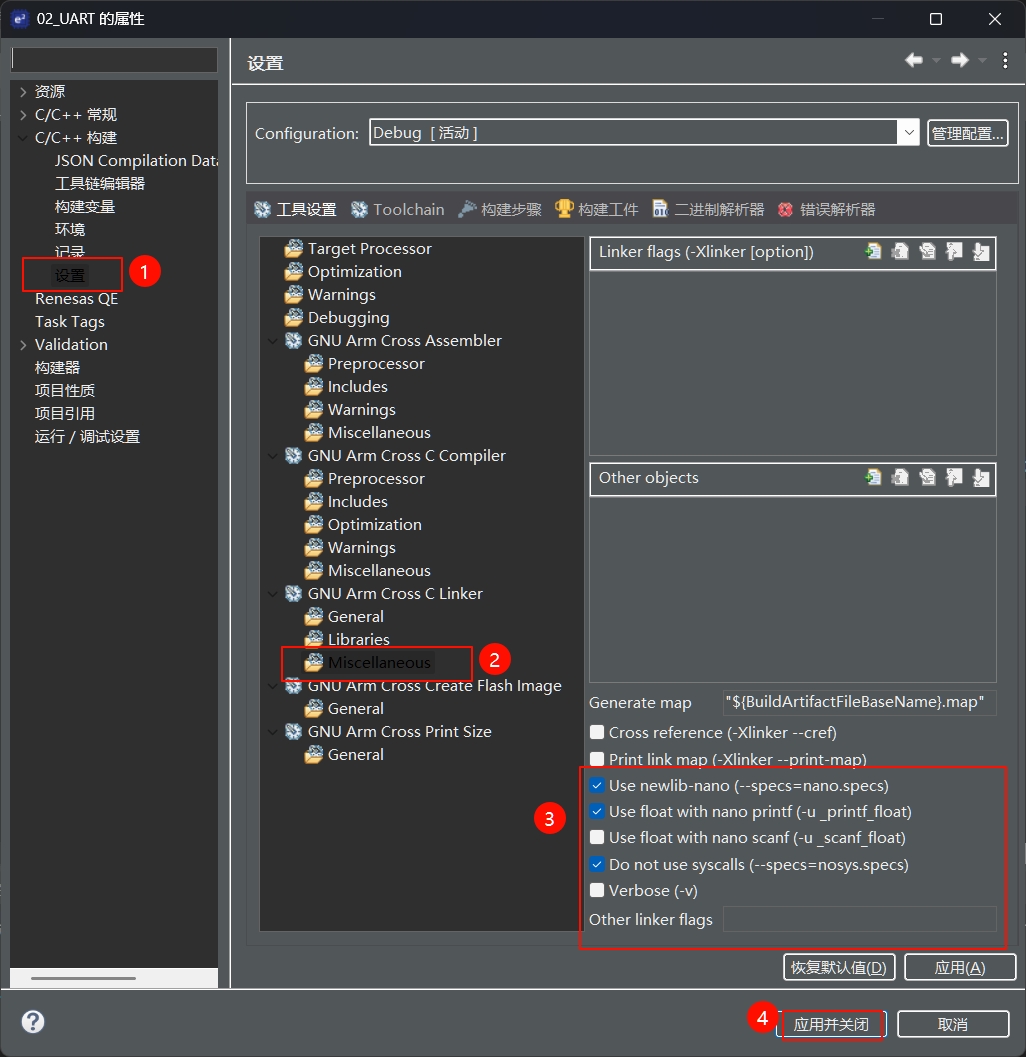 e² 02_UART 的属性
设置
资源
C/C++ 常规
C/C++ 构建
JSON Compilation Data
工具链编辑器
构建变量
环境
记录
设置
1
Renesas QE
Task Tags
Validation
构建器
项目性质
项目引用
运行 / 调试设置
Configuration:
Debug [ 活动 ]
管理配置...
工具设置
Toolchain
构建步骤
构建工件
二进制解析器
错误解析器
Target Processor
Optimization
Warnings
Debugging
GNU Arm Cross Assembler
Preprocessor
Includes
Warnings
Miscellaneous
GNU Arm Cross C Compiler
Preprocessor
Includes
Optimization
Warnings
Miscellaneous
GNU Arm Cross C Linker
General
Libraries
Miscellaneous
2
GNU Arm Cross Create Flash Image
General
GNU Arm Cross Print Size
General
Linker flags (-Xlinker [option])
Other objects
Generate map
"${BuildArtifactFileBaseName}.map"
Cross reference (-Xlinker --cref)
Print link map (-Xlinker --print-map)
3
Use newlib-nano (--specs=nano.specs)
Use float with nano printf (-u _printf_float)
Use float with nano scanf (-u _scanf_float)
Do not use syscalls (--specs=nosys.specs)
Verbose (-v)
Other linker flags
恢复默认值(D)
应用(A)
?
4
应用并关闭
取消